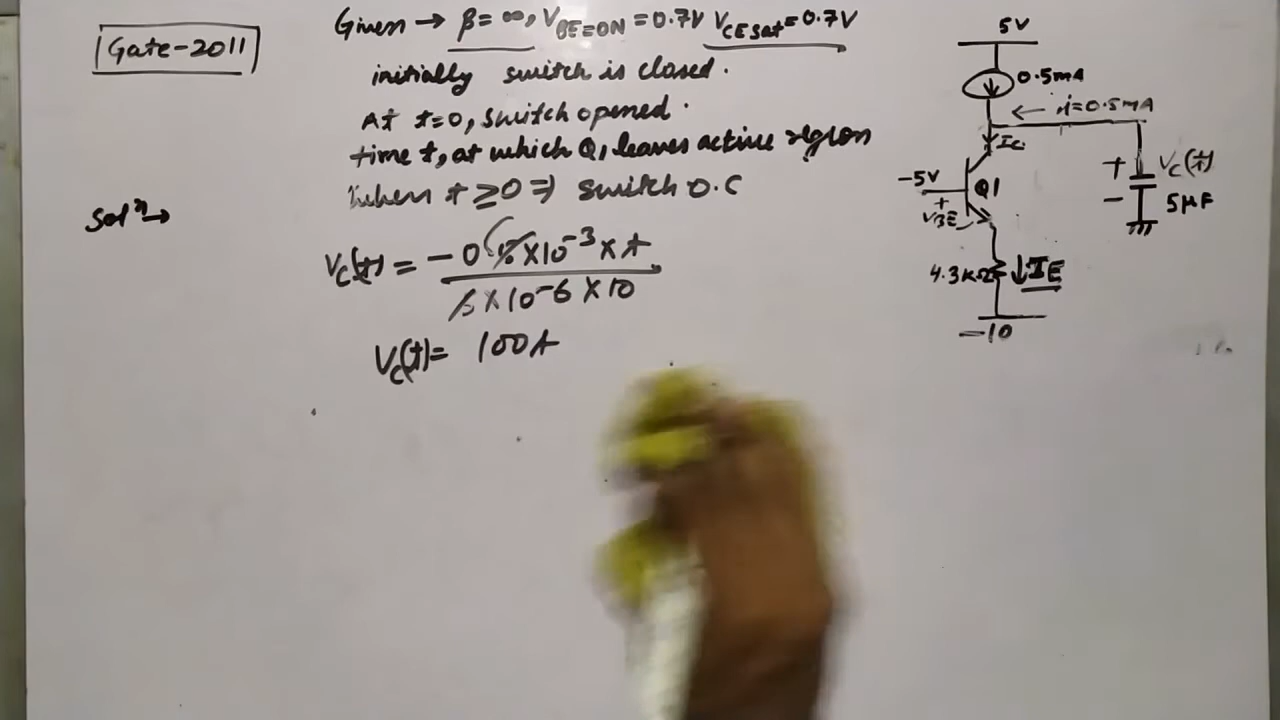 Gate-2011
Given → β = ∞, VBE=ON = 0.7V VCE sat = 0.7V
initially switch is closed.
At t=0, switch opened.
time t, at which Q1 leaves active region
When t ≥ 0 ⇒ switch O.C
Solⁿ→
Vc(t) = -0.5×10⁻³×t
5×10⁻⁶×10
Vc(t) = 100t
5V
0.5mA
← i=0.5mA
Ic
-5V
Q1
+
VBE -
4.3kΩ ↓IE
-10
+ Vc(t)
- 5μF